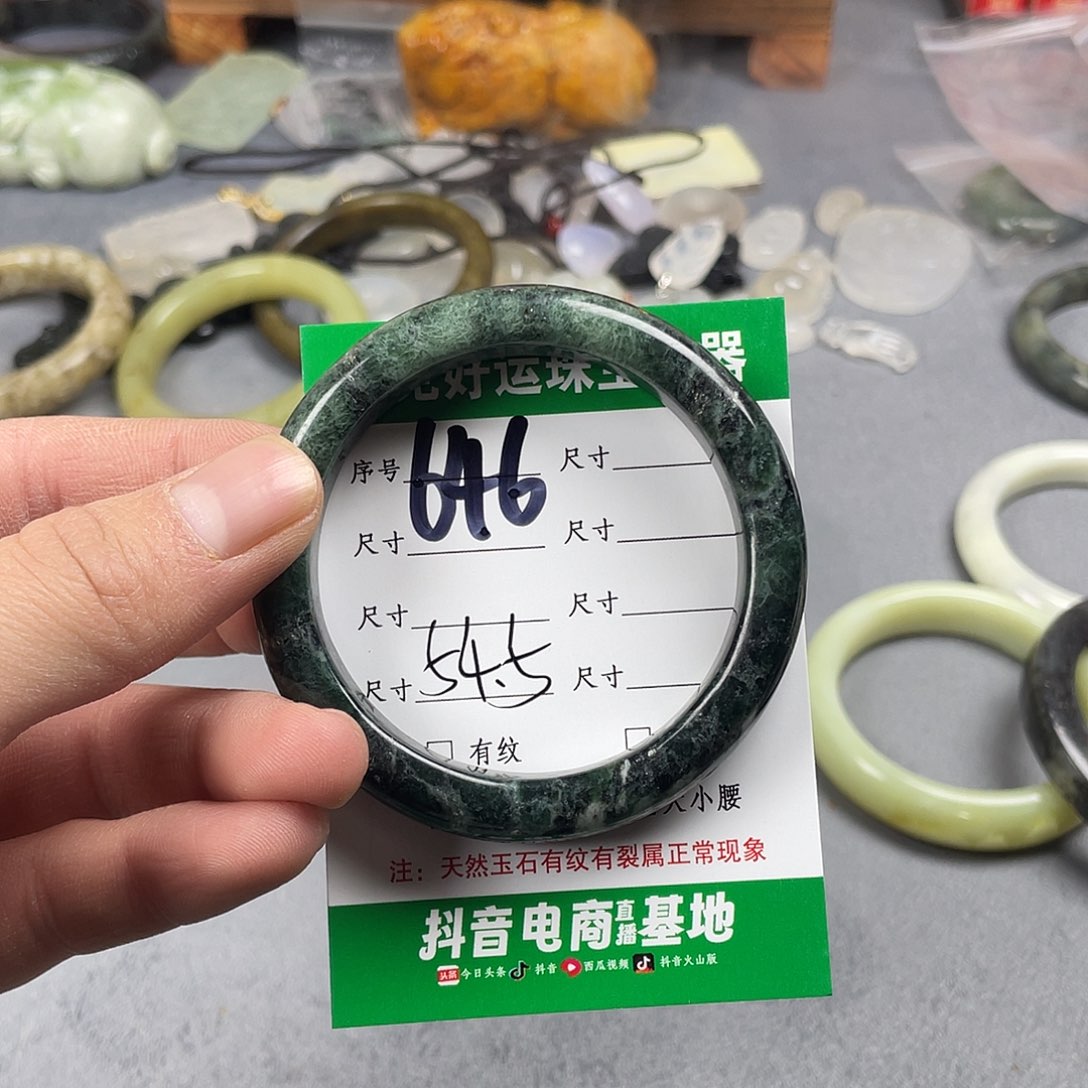 好运珠宝 器
序号 646 尺寸
尺寸 尺寸
尺寸 尺寸
尺寸 54.5 尺寸
有纹
小腰
注：天然玉石有纹有裂属正常现象
抖音电商直播基地
头条 今日头条 抖音 西瓜视频 抖音火山版